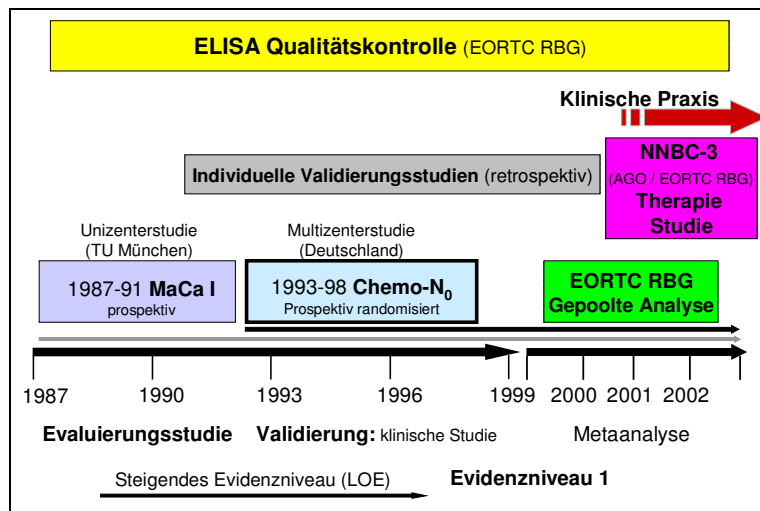 ELISA Qualitätskontrolle (EORTC RBG)
Klinische Praxis
NNBC-3
(AGO / EORTC RBG)
Therapie
Studie
Individuelle Validierungsstudien (retrospektiv)
Unizenterstudie
(TU München)
Multizenterstudie
(Deutschland)
1987-91 MaCa I
prospektiv
1993-98 Chemo-N0
Prospektiv randomisiert
EORTC RBG
Gepoolte Analyse
1987 1990 1993 1996 1999 2000 2001 2002
Evaluierungsstudie Validierung: klinische Studie Metaanalyse
Steigendes Evidenzniveau (LOE) Evidenzniveau 1